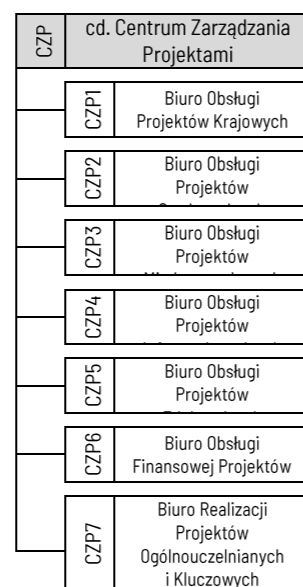 CZP
cd. Centrum Zarządzania
Projektami
CZP1
Biuro Obsługi
Projektów Krajowych
CZP2
Biuro Obsługi
Projektów
CZP3
Biuro Obsługi
Projektów
CZP4
Biuro Obsługi
Projektów
CZP5
Biuro Obsługi
Projektów
CZP6
Biuro Obsługi
Finansowej Projektów
CZP7
Biuro Realizacji
Projektów
Ogólnouczelnianych
i Kluczowych